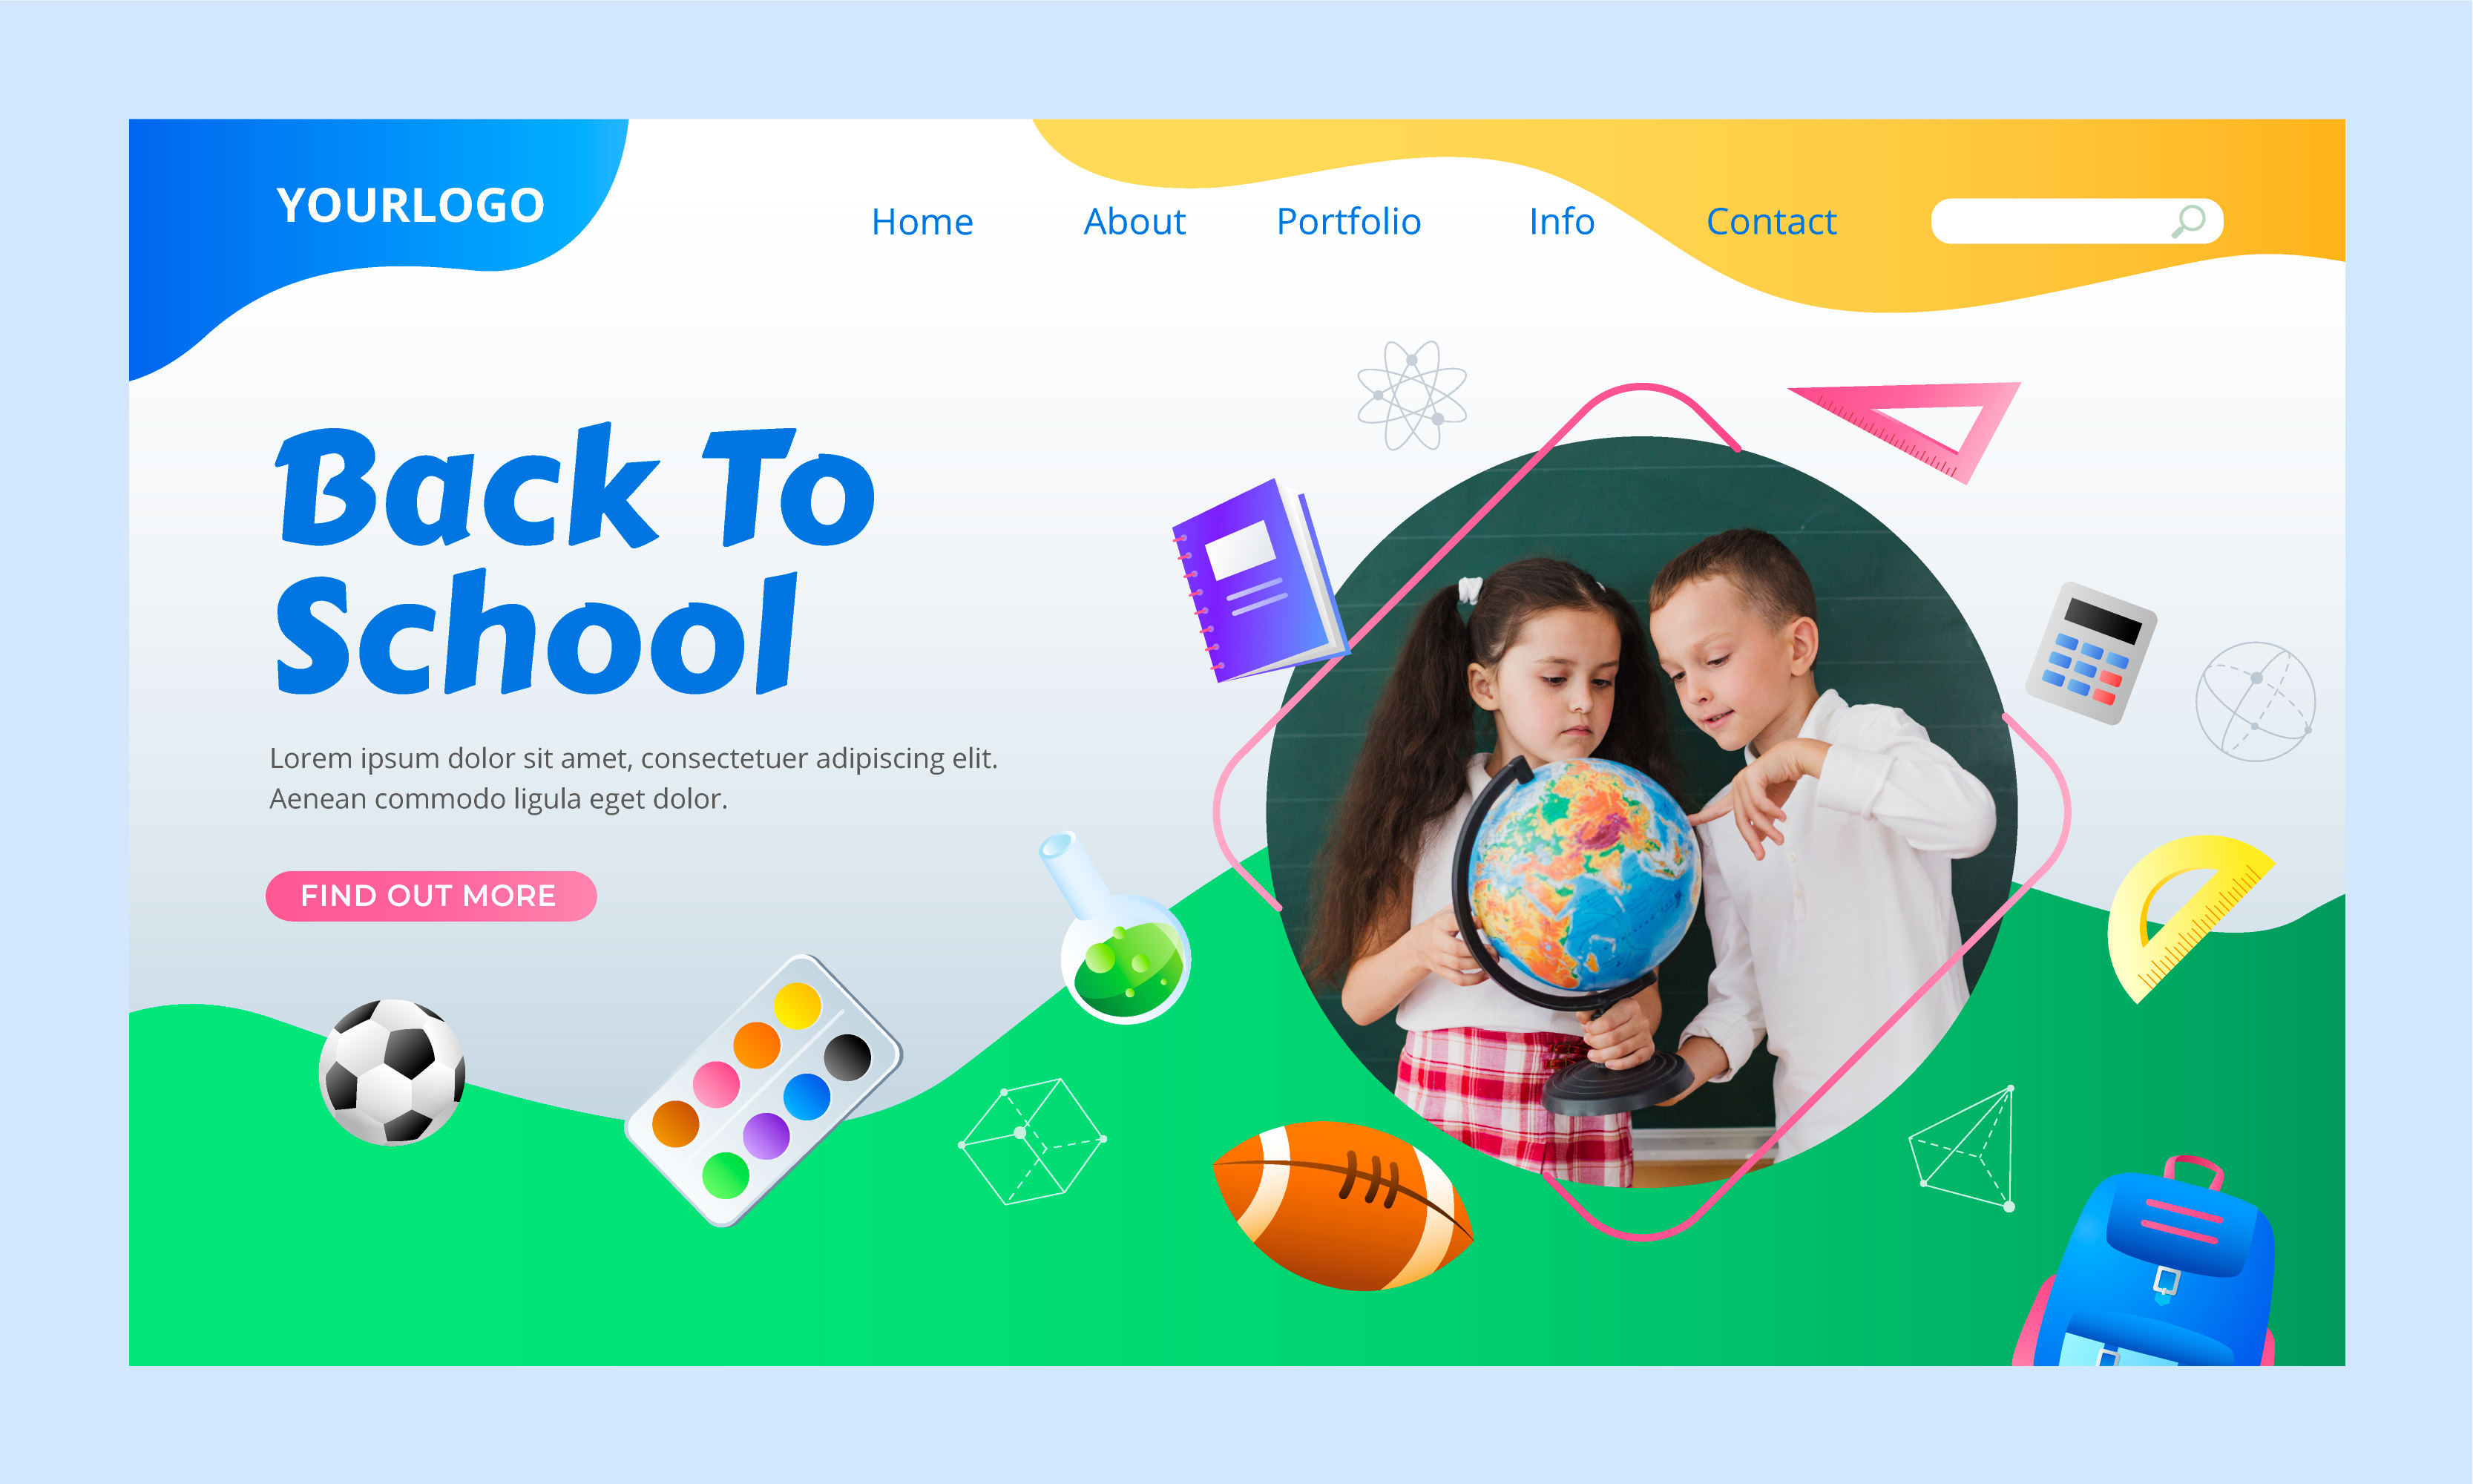 YOURLOGO
Home About Portfolio Info Contact
Back To
School
Lorem ipsum dolor sit amet, consectetuer adipiscing elit.
Aenean commodo ligula eget dolor.
FIND OUT MORE